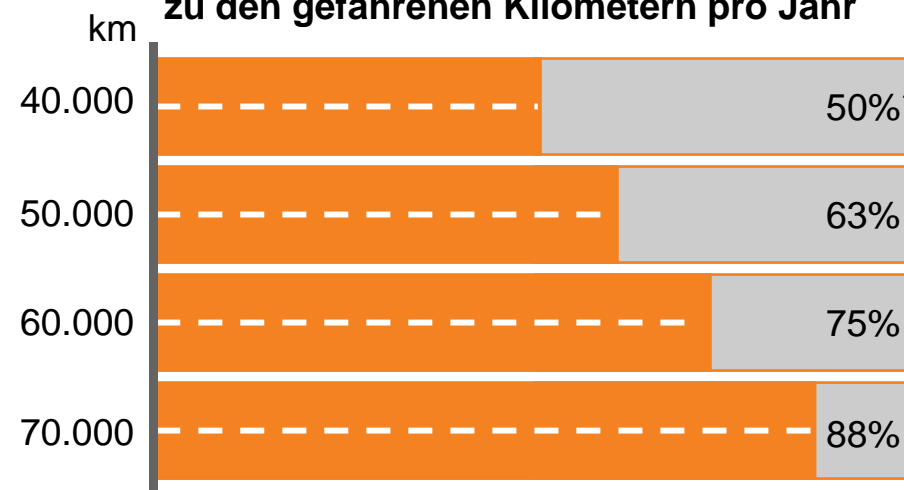 zu den gefahrenen Kilometern pro Jahr
km
40.000 50%
50.000 63%
60.000 75%
70.000 88%